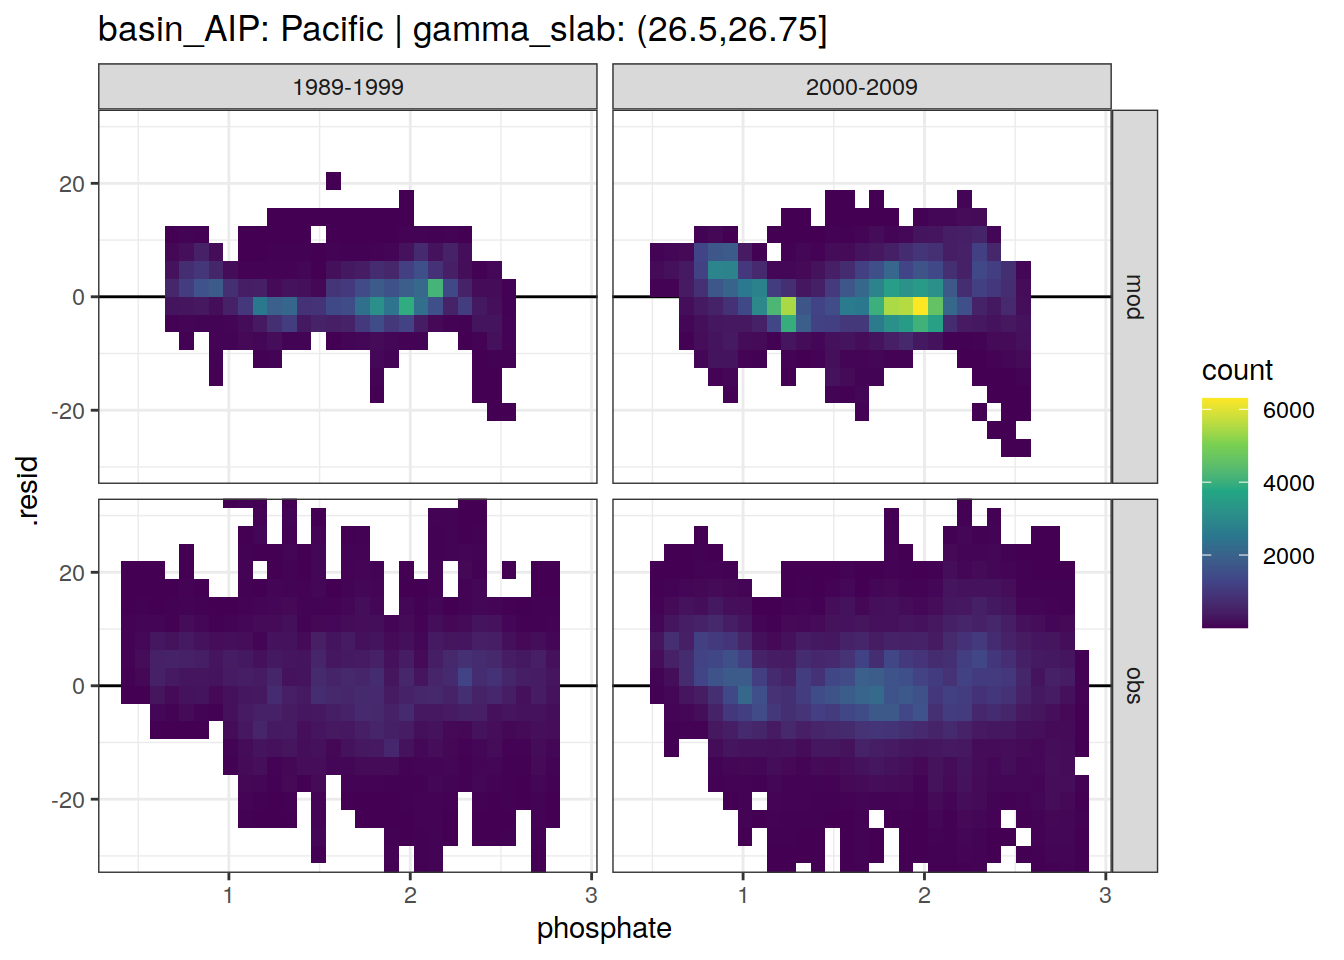 basin_AIP: Pacific | gamma_slab: (26.5,26.75]
1989-1999
2000-2009
20
0
-20
mod
20
0
-20
obs
.resid
1
2
3
1
2
3
phosphate
count
6000
4000
2000